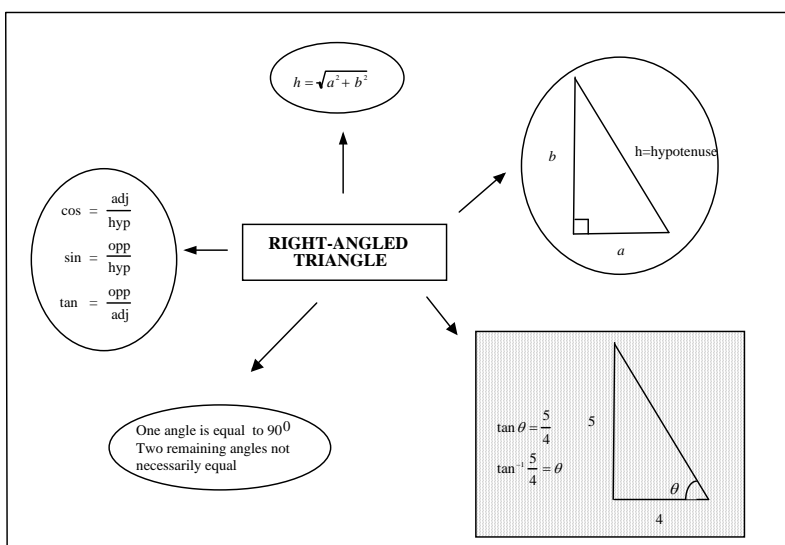 h = √a² + b²
b
h=hypotenuse
a
cos = adj/hyp
sin = opp/hyp
tan = opp/adj
RIGHT-ANGLED
TRIANGLE
One angle is equal to 90⁰
Two remaining angles not
necessarily equal
tan θ = 5/4
tan⁻¹ 5/4 = θ
5
θ
4